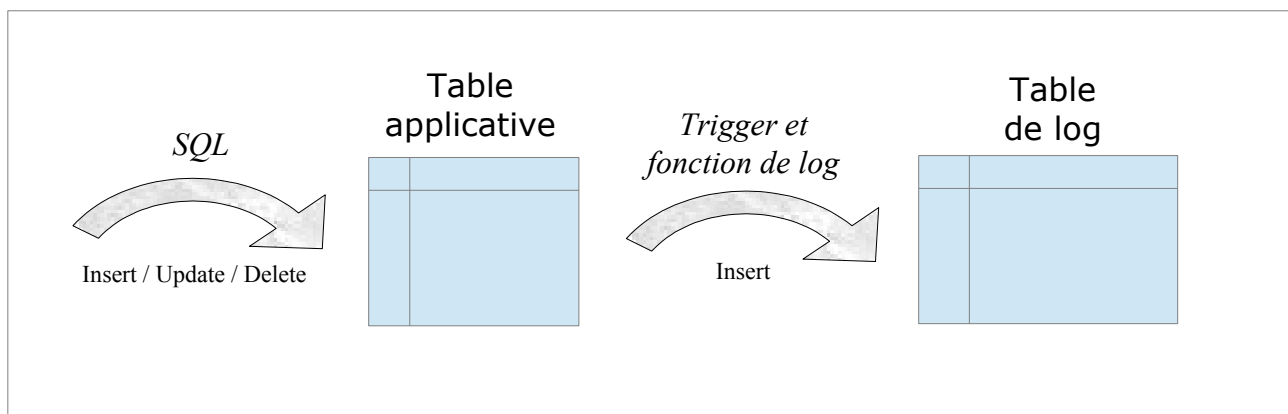 SQL
Insert / Update / Delete
Table
applicative
Trigger et
fonction de log
Insert
Table
de log